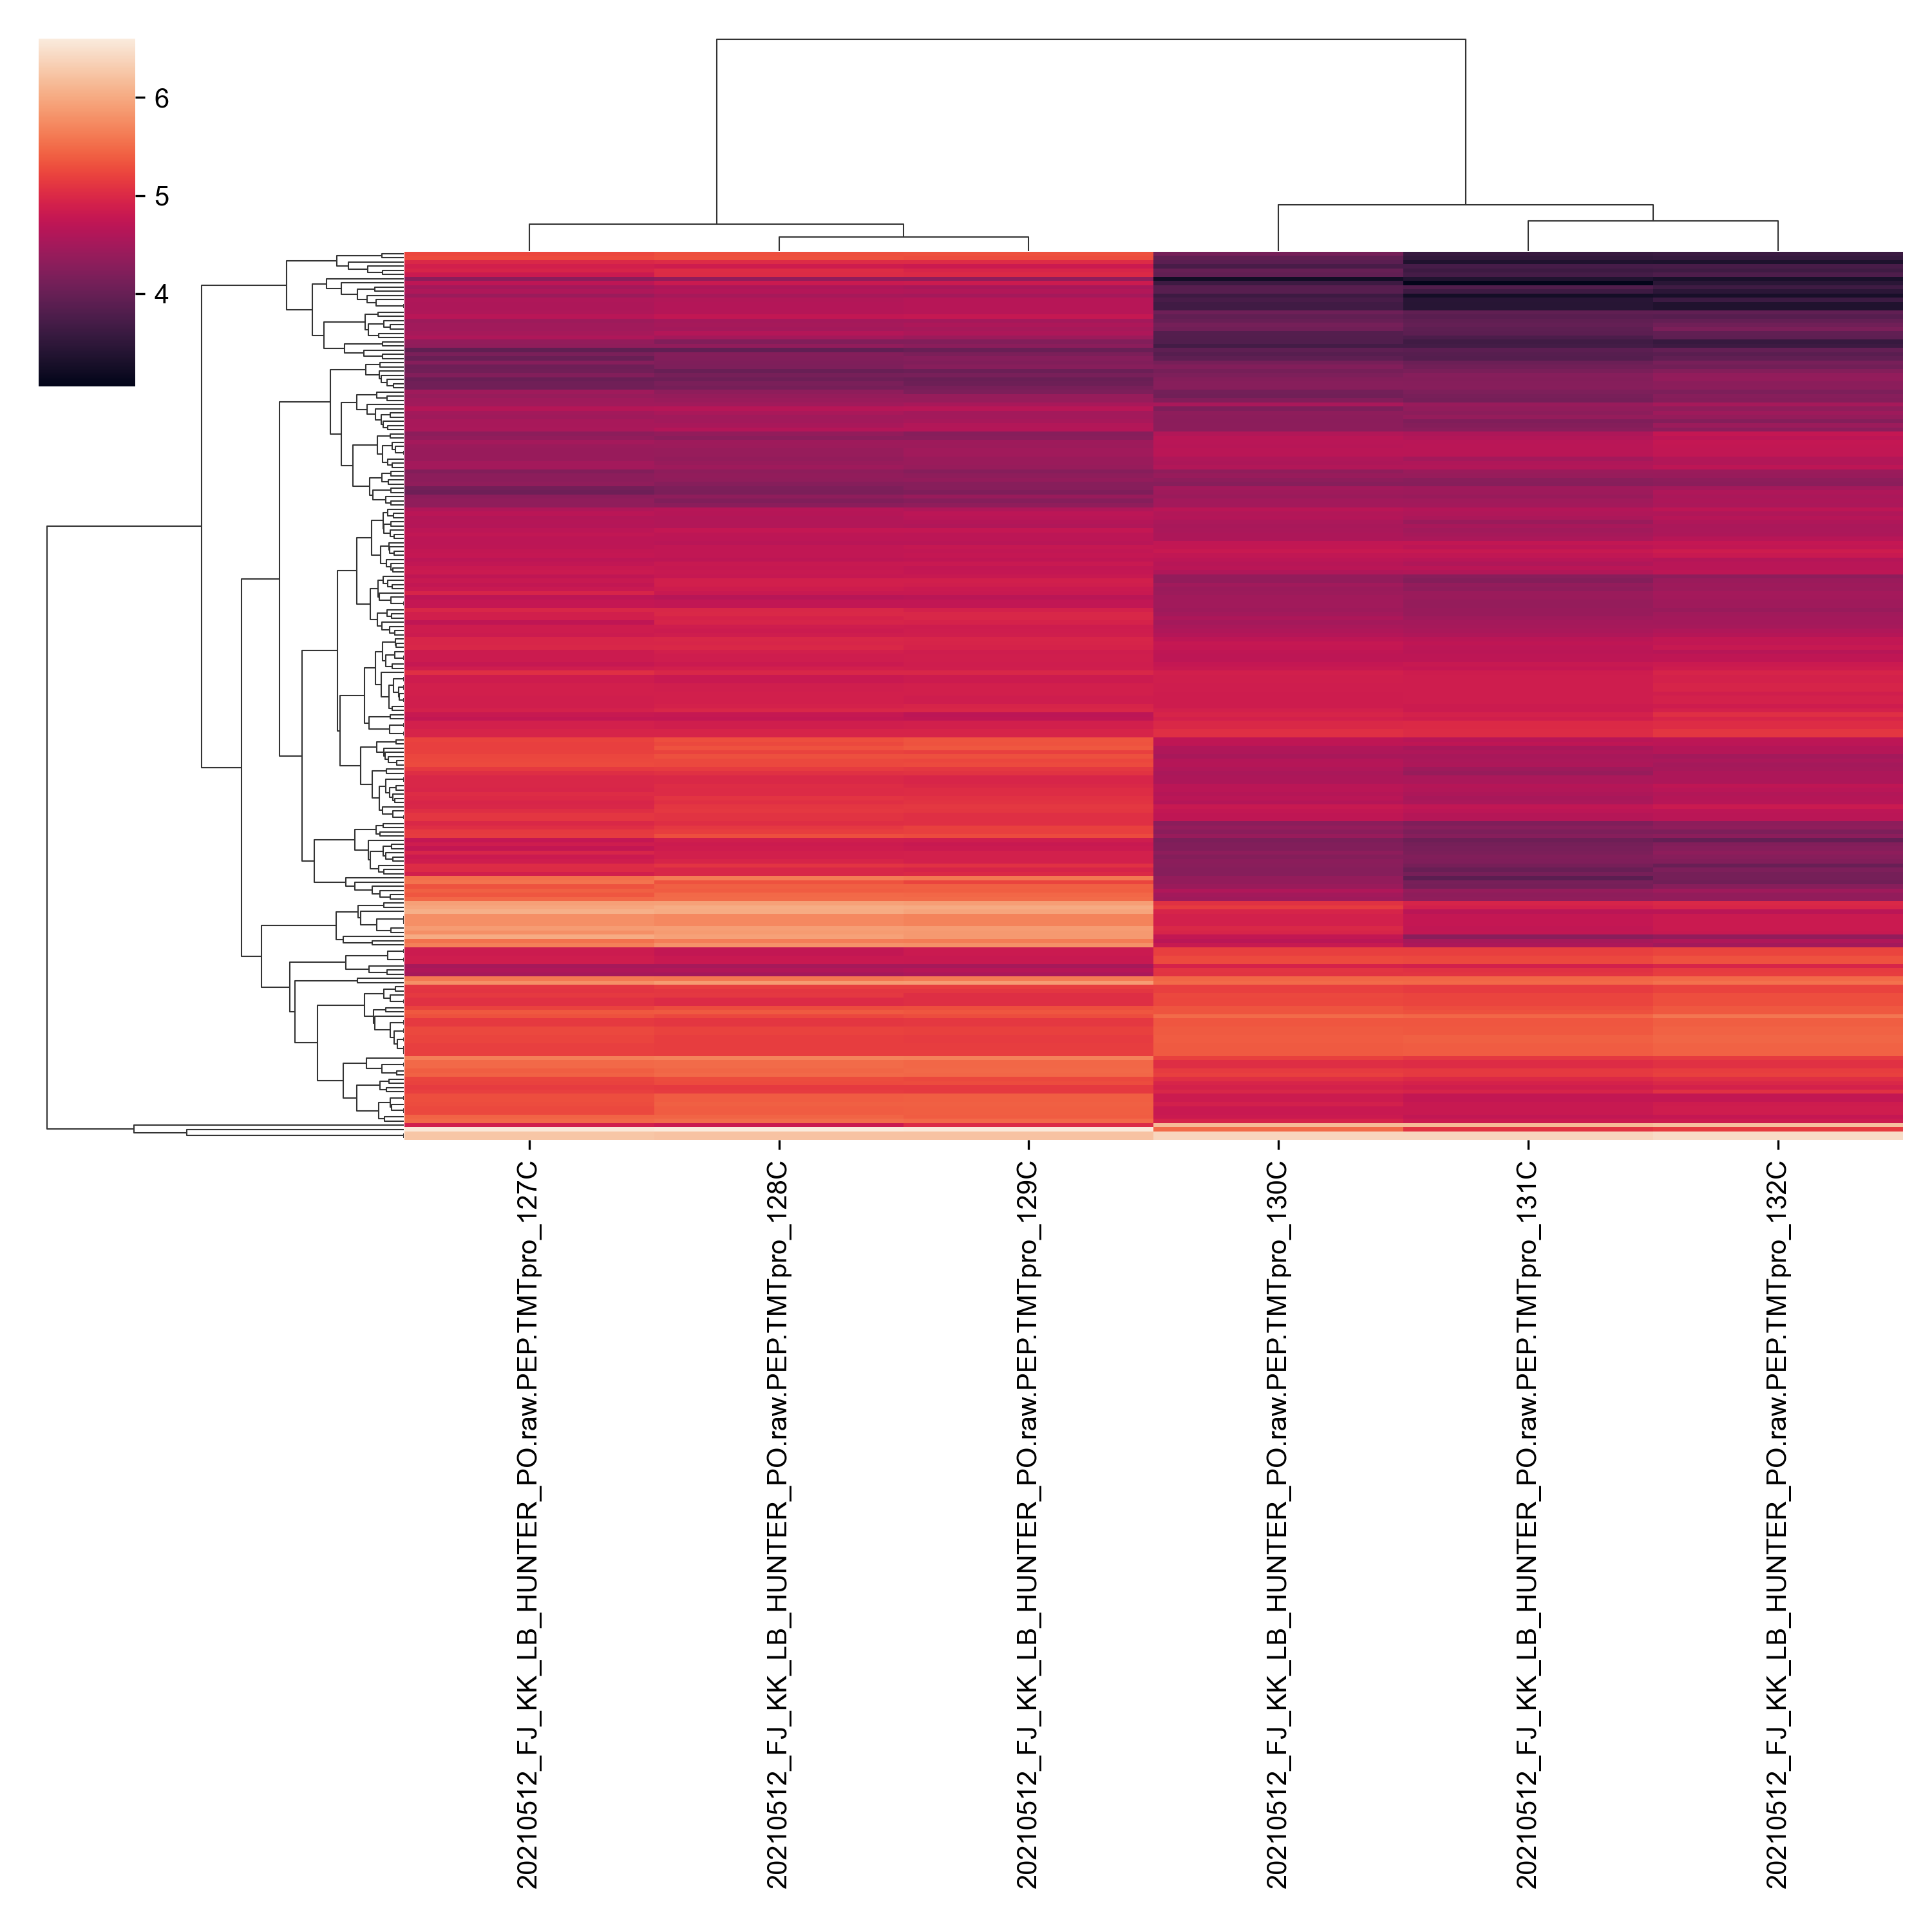 6
5
4
20210512_FJ_KK_LB_HUNTER_PO.raw.PEP.TMTpro_127C
20210512_FJ_KK_LB_HUNTER_PO.raw.PEP.TMTpro_128C
20210512_FJ_KK_LB_HUNTER_PO.raw.PEP.TMTpro_129C
20210512_FJ_KK_LB_HUNTER_PO.raw.PEP.TMTpro_130C
20210512_FJ_KK_LB_HUNTER_PO.raw.PEP.TMTpro_131C
20210512_FJ_KK_LB_HUNTER_PO.raw.PEP.TMTpro_132C